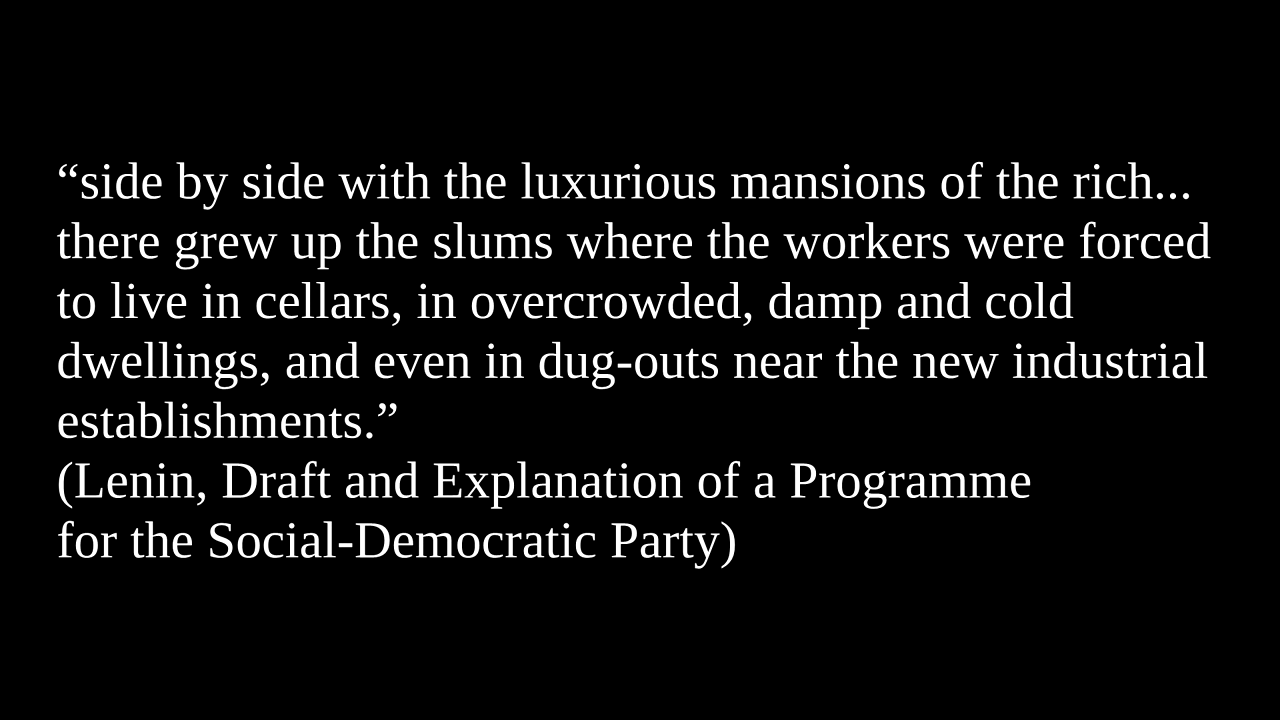 “side by side with the luxurious mansions of the rich...
there grew up the slums where the workers were forced
to live in cellars, in overcrowded, damp and cold
dwellings, and even in dug-outs near the new industrial
establishments.”
(Lenin, Draft and Explanation of a Programme
for the Social-Democratic Party)